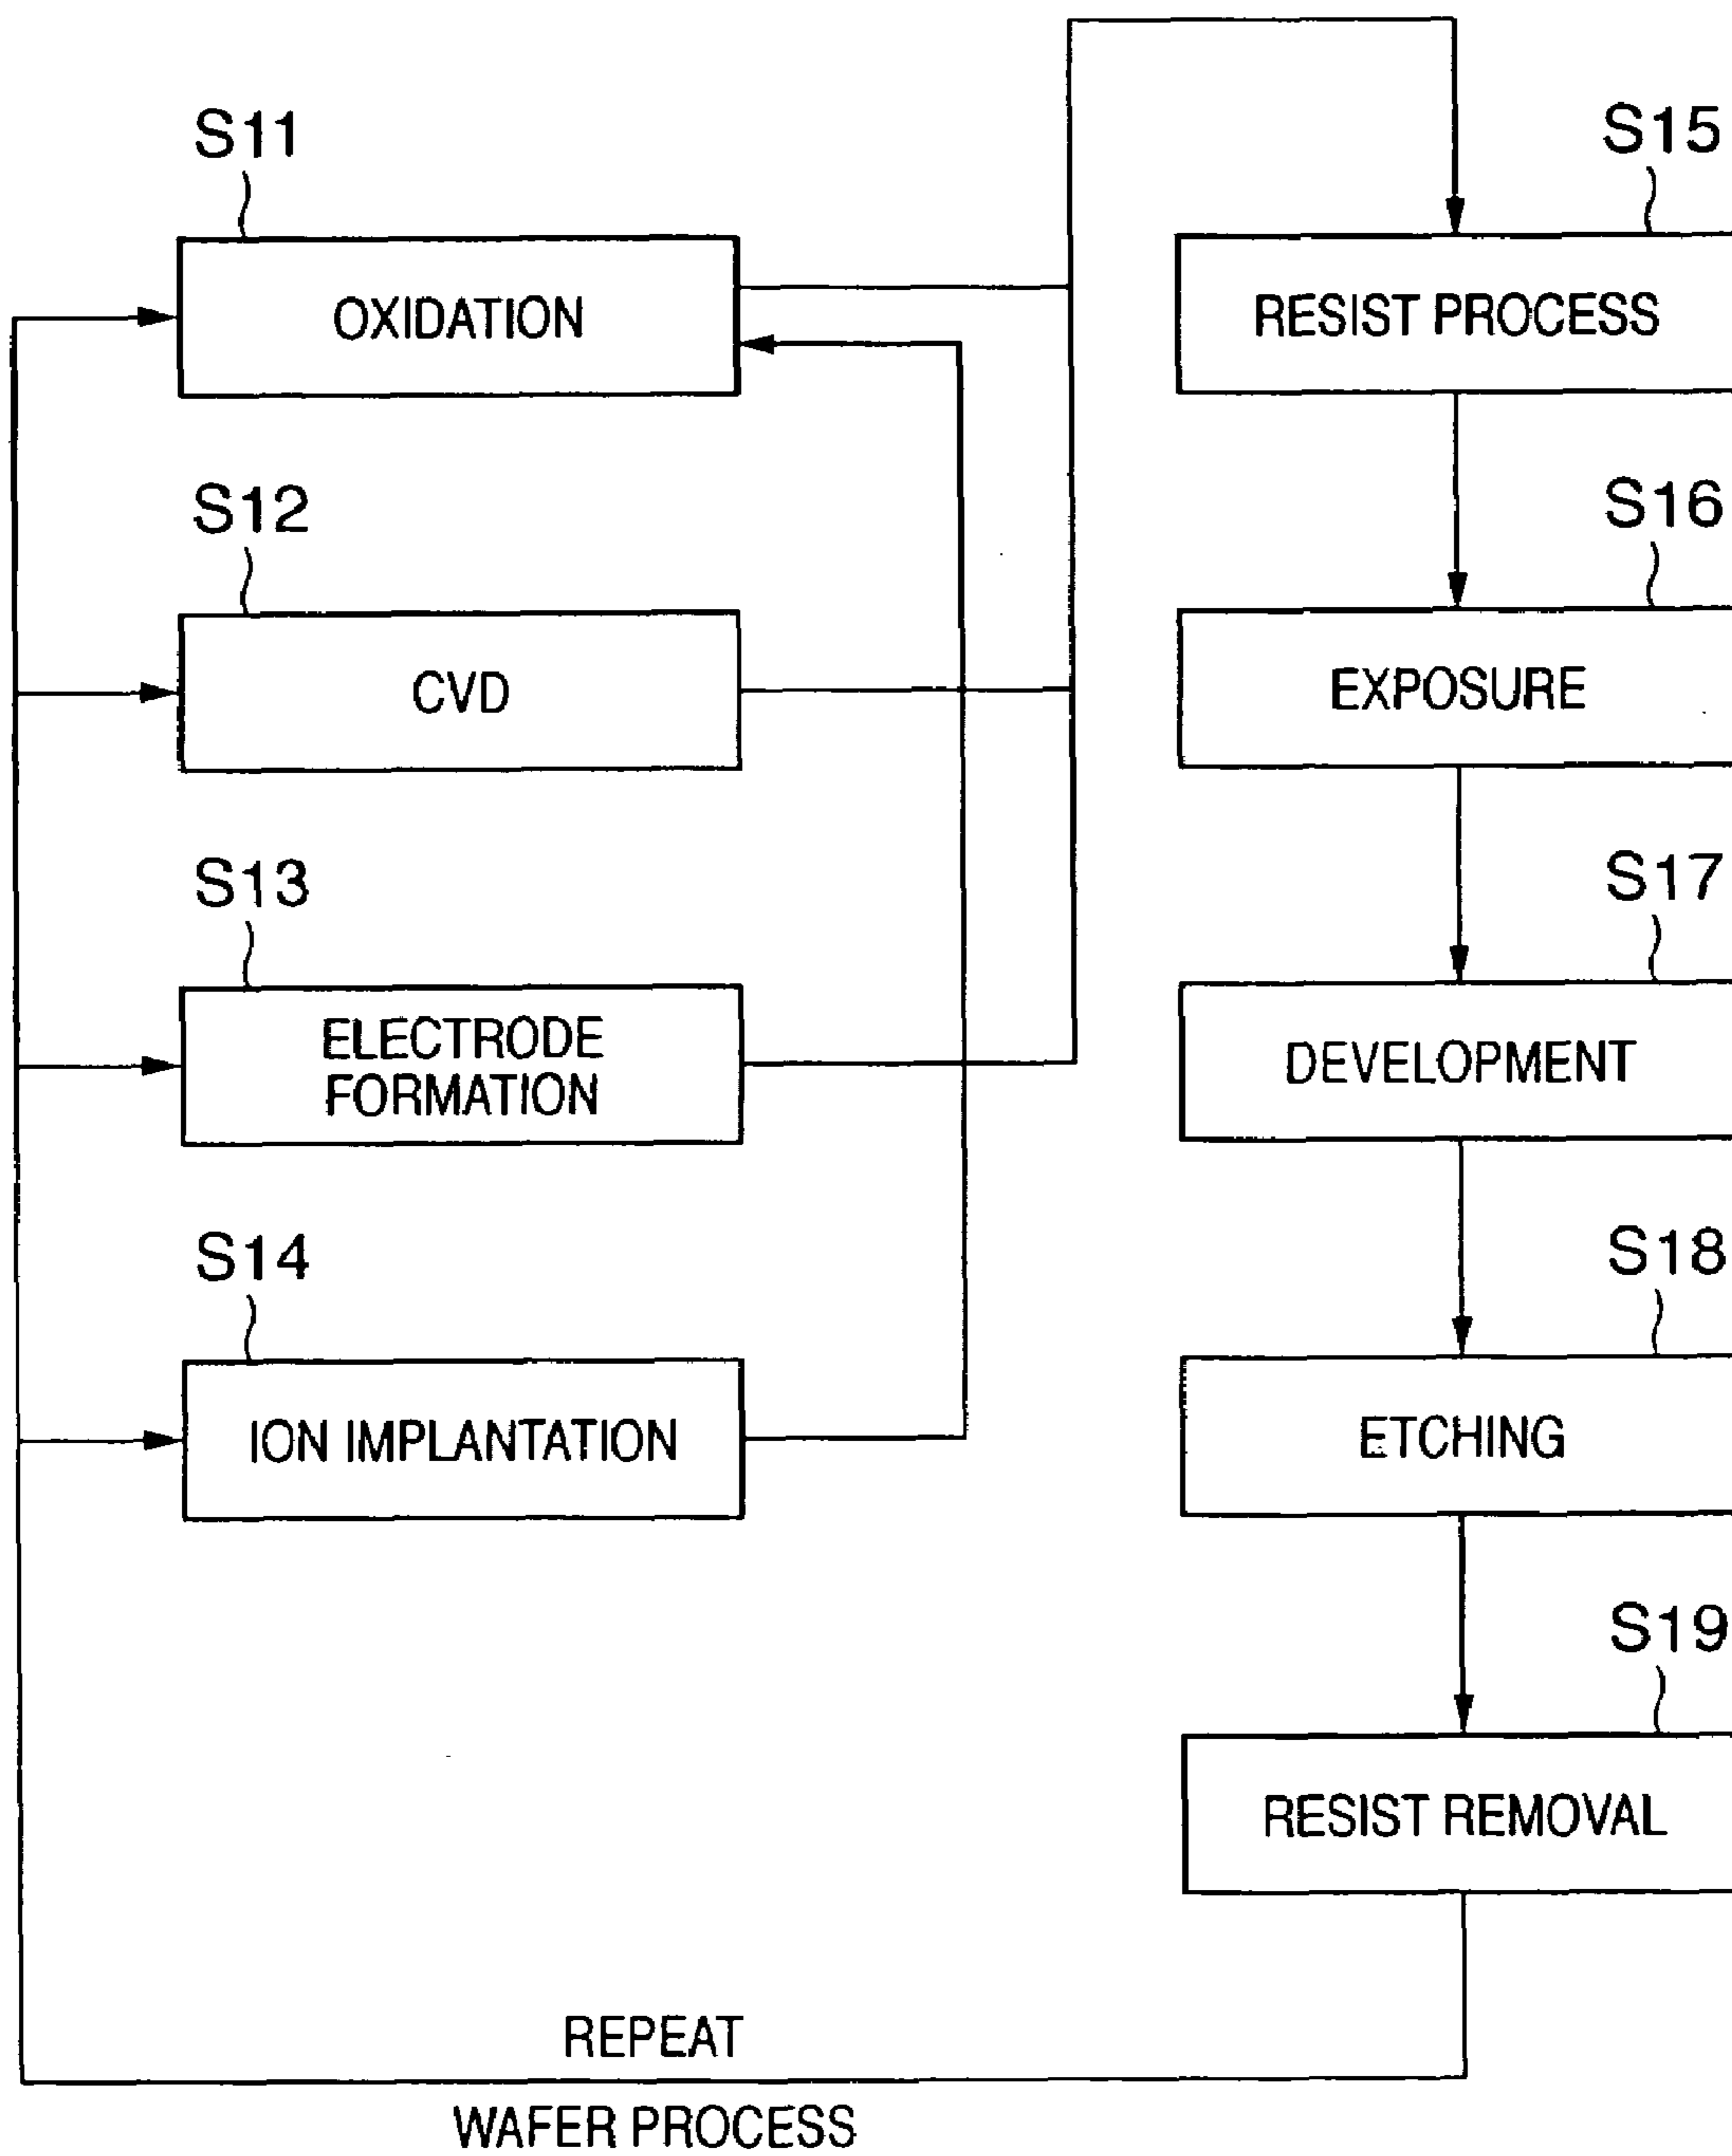 S11
OXIDATION
S12
CVD
S13
ELECTRODE
FORMATION
S14
ION IMPLANTATION
S15
RESIST PROCESS
S16
EXPOSURE
S17
DEVELOPMENT
S18
ETCHING
S19
RESIST REMOVAL
REPEAT
WAFER PROCESS